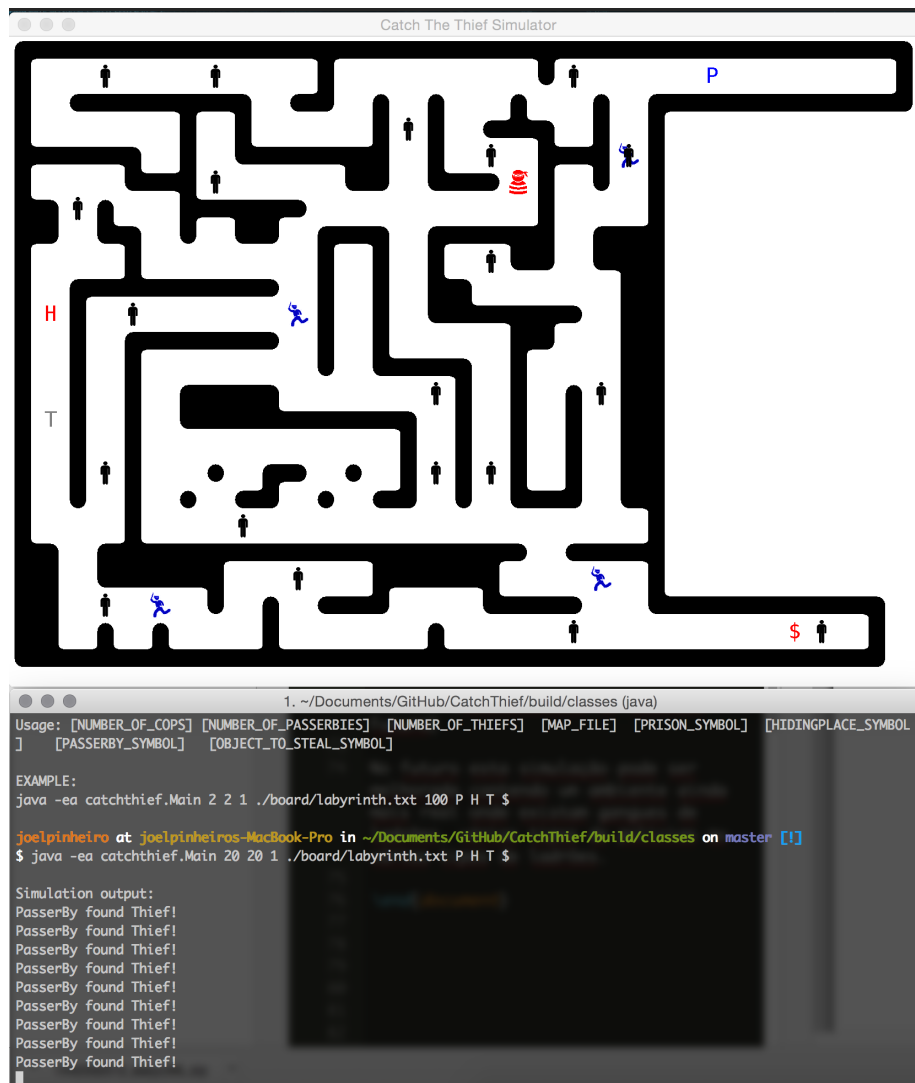 Catch The Thief Simulator
P
H
T
$
1. ~/Documents/GitHub/CatchThief/build/classes (java)
Usage: [NUMBER_OF_COPS] [NUMBER_OF_PASSERBIES]  [NUMBER_OF_THIEFS]  [MAP_FILE]  [PRISON_SYMBOL]  [HIDINGPLACE_SYMBOL
]    [PASSERBY_SYMBOL]   [OBJECT_TO_STEAL_SYMBOL]
EXAMPLE:
java -ea catchthief.Main 2 2 1 ./board/labyrinth.txt 100 P H T $
joelpinheiro at joelpinheiros-MacBook-Pro in ~/Documents/GitHub/CatchThief/build/classes on master [!]
$ java -ea catchthief.Main 20 20 1 ./board/labyrinth.txt P H T $
Simulation output:
PasserBy found Thief!
PasserBy found Thief!
PasserBy found Thief!
PasserBy found Thief!
PasserBy found Thief!
PasserBy found Thief!
PasserBy found Thief!
PasserBy found Thief!
PasserBy found Thief!